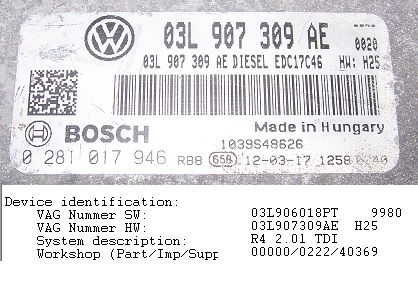 03L 907 309 AE 0020
03L 907 309 AE DIESEL EDC17C46 HW: H25
Made in Hungary
BOSCH
1039S48626
0 281 017 946 RB8 658 12-03-17 1258
Device identification:
VAG Nummer SW: 03L906018PT 9980
VAG Nummer HW: 03L907309AE H25
System description: R4 2.0l TDI
Workshop (Part/Imp/Supp 00000/0222/40369